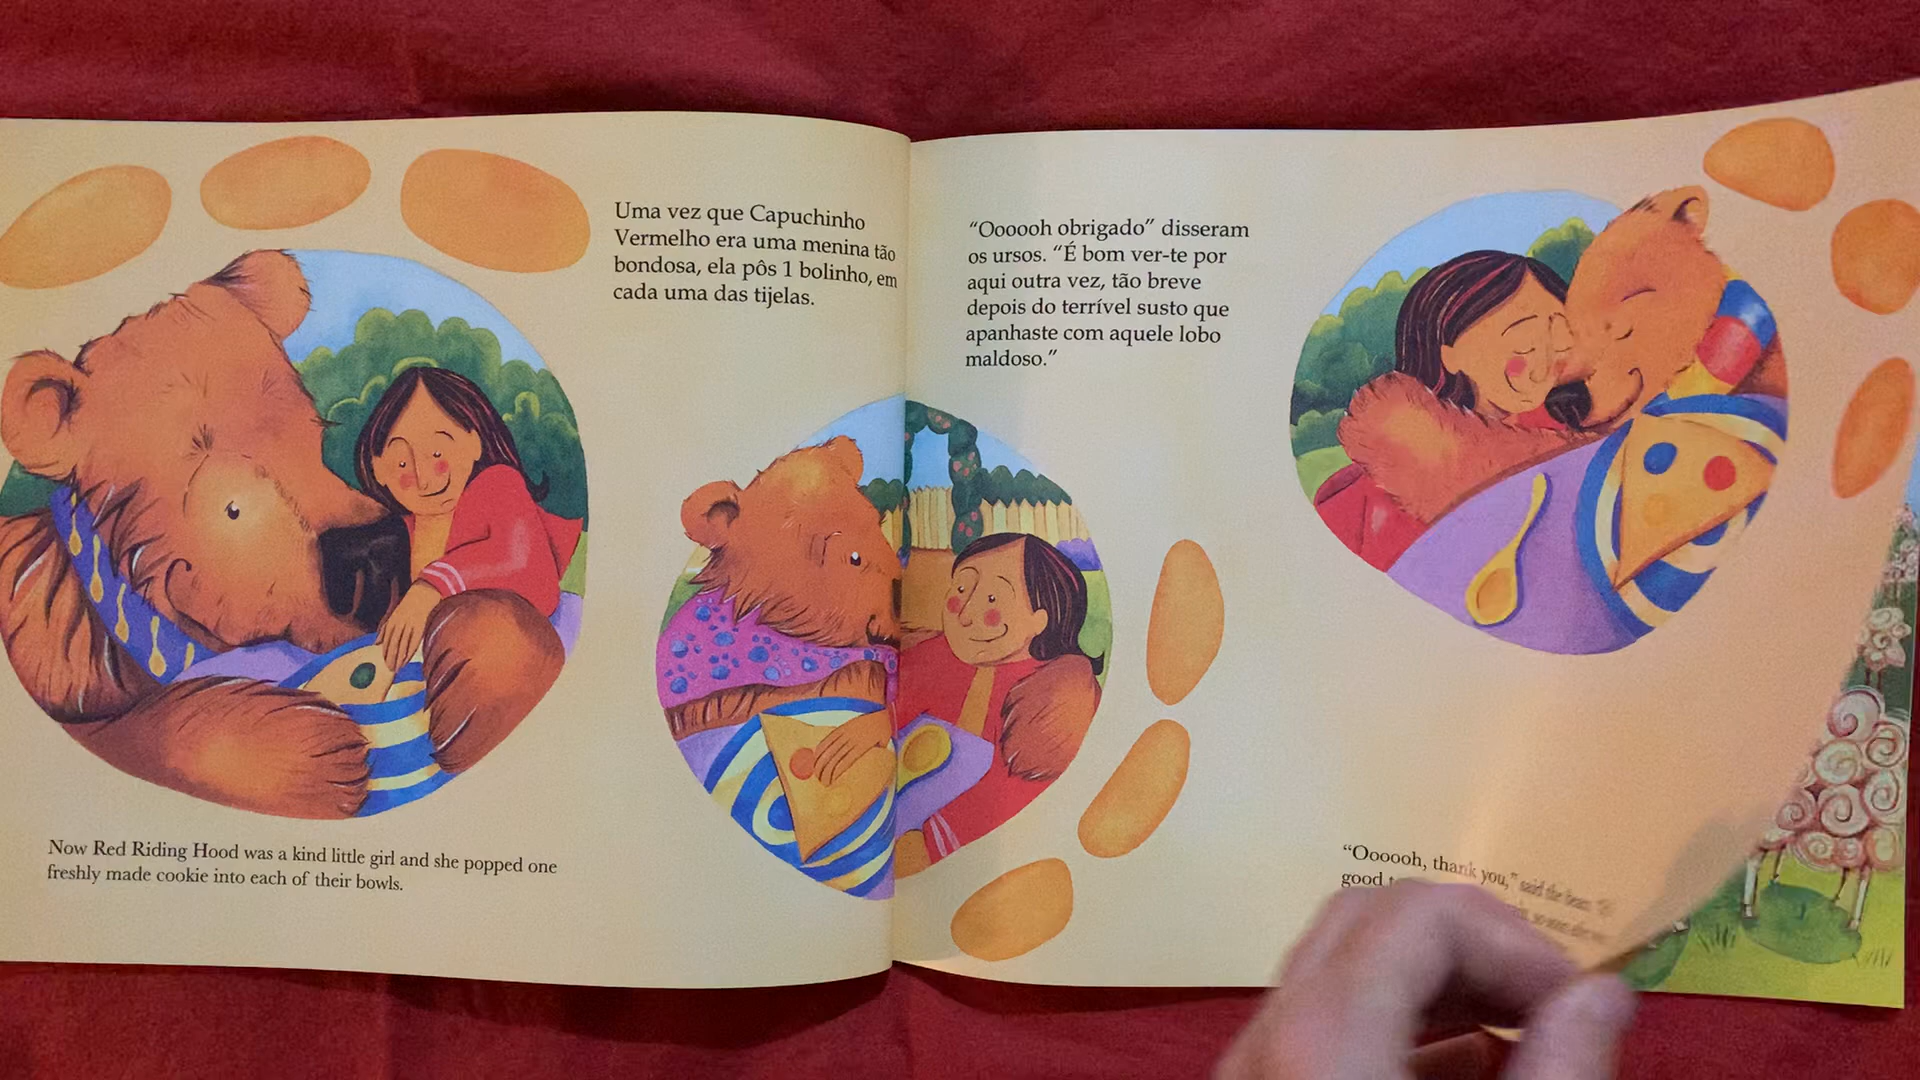 Uma vez que Capuchinho
Vermelho era uma menina tão
bondosa, ela pôs 1 bolinho, em
cada uma das tijelas.
Now Red Riding Hood was a kind little girl and she popped one
freshly made cookie into each of their bowls.
“Oooooh obrigado” disseram
os ursos. “É bom ver-te por
aqui outra vez, tão breve
depois do terrível susto que
apanhaste com aquele lobo
maldoso.”
“Oooooh, thank you,” said the bears.
good